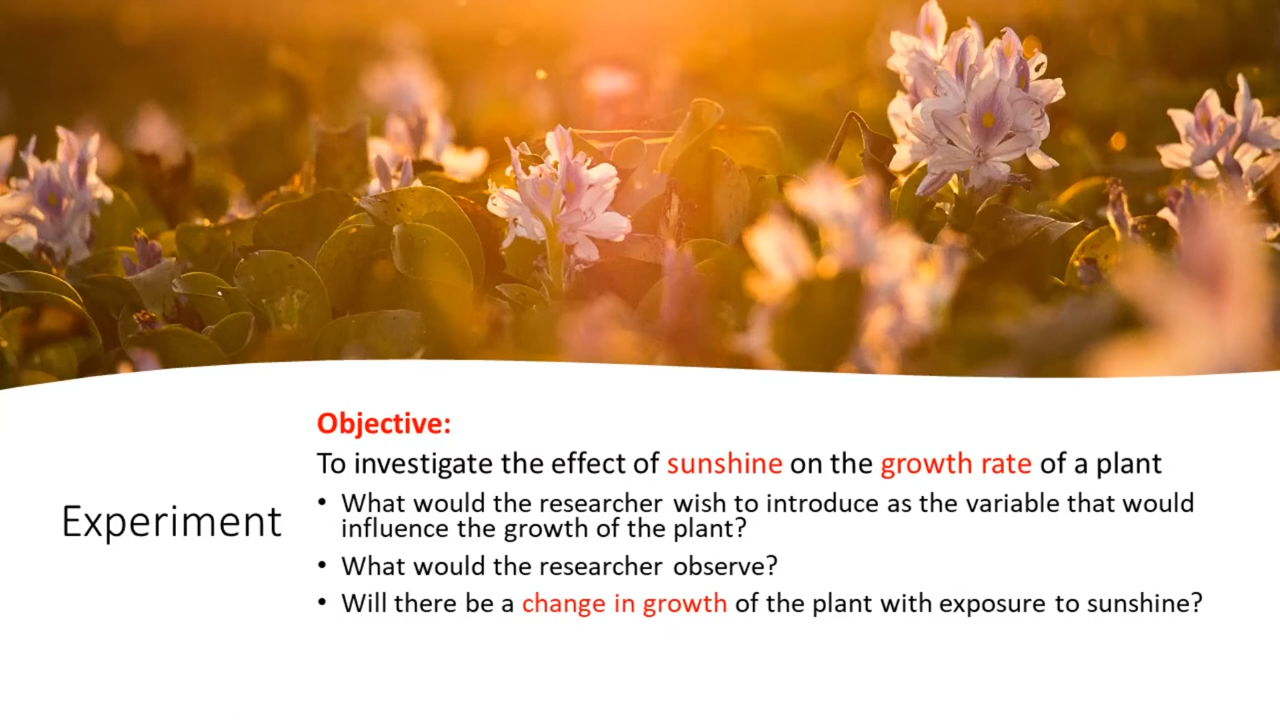 Experiment
Objective:
To investigate the effect of sunshine on the growth rate of a plant
• What would the researcher wish to introduce as the variable that would
influence the growth of the plant?
• What would the researcher observe?
• Will there be a change in growth of the plant with exposure to sunshine?